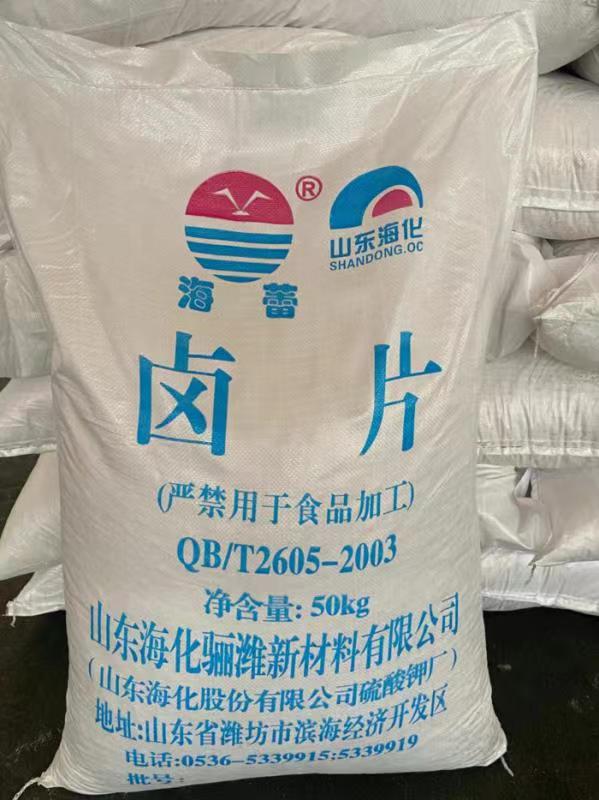 ®
山东海化
SHANDONG.OC
海蕾
卤片
(严禁用于食品加工)
QB/T2605-2003
净含量: 50kg
山东海化骊潍新材料有限公司
(山东海化股份有限公司硫酸钾厂)
地址:山东省潍坊市滨海经济开发区
电话:0536-5339915;5339919
批号: